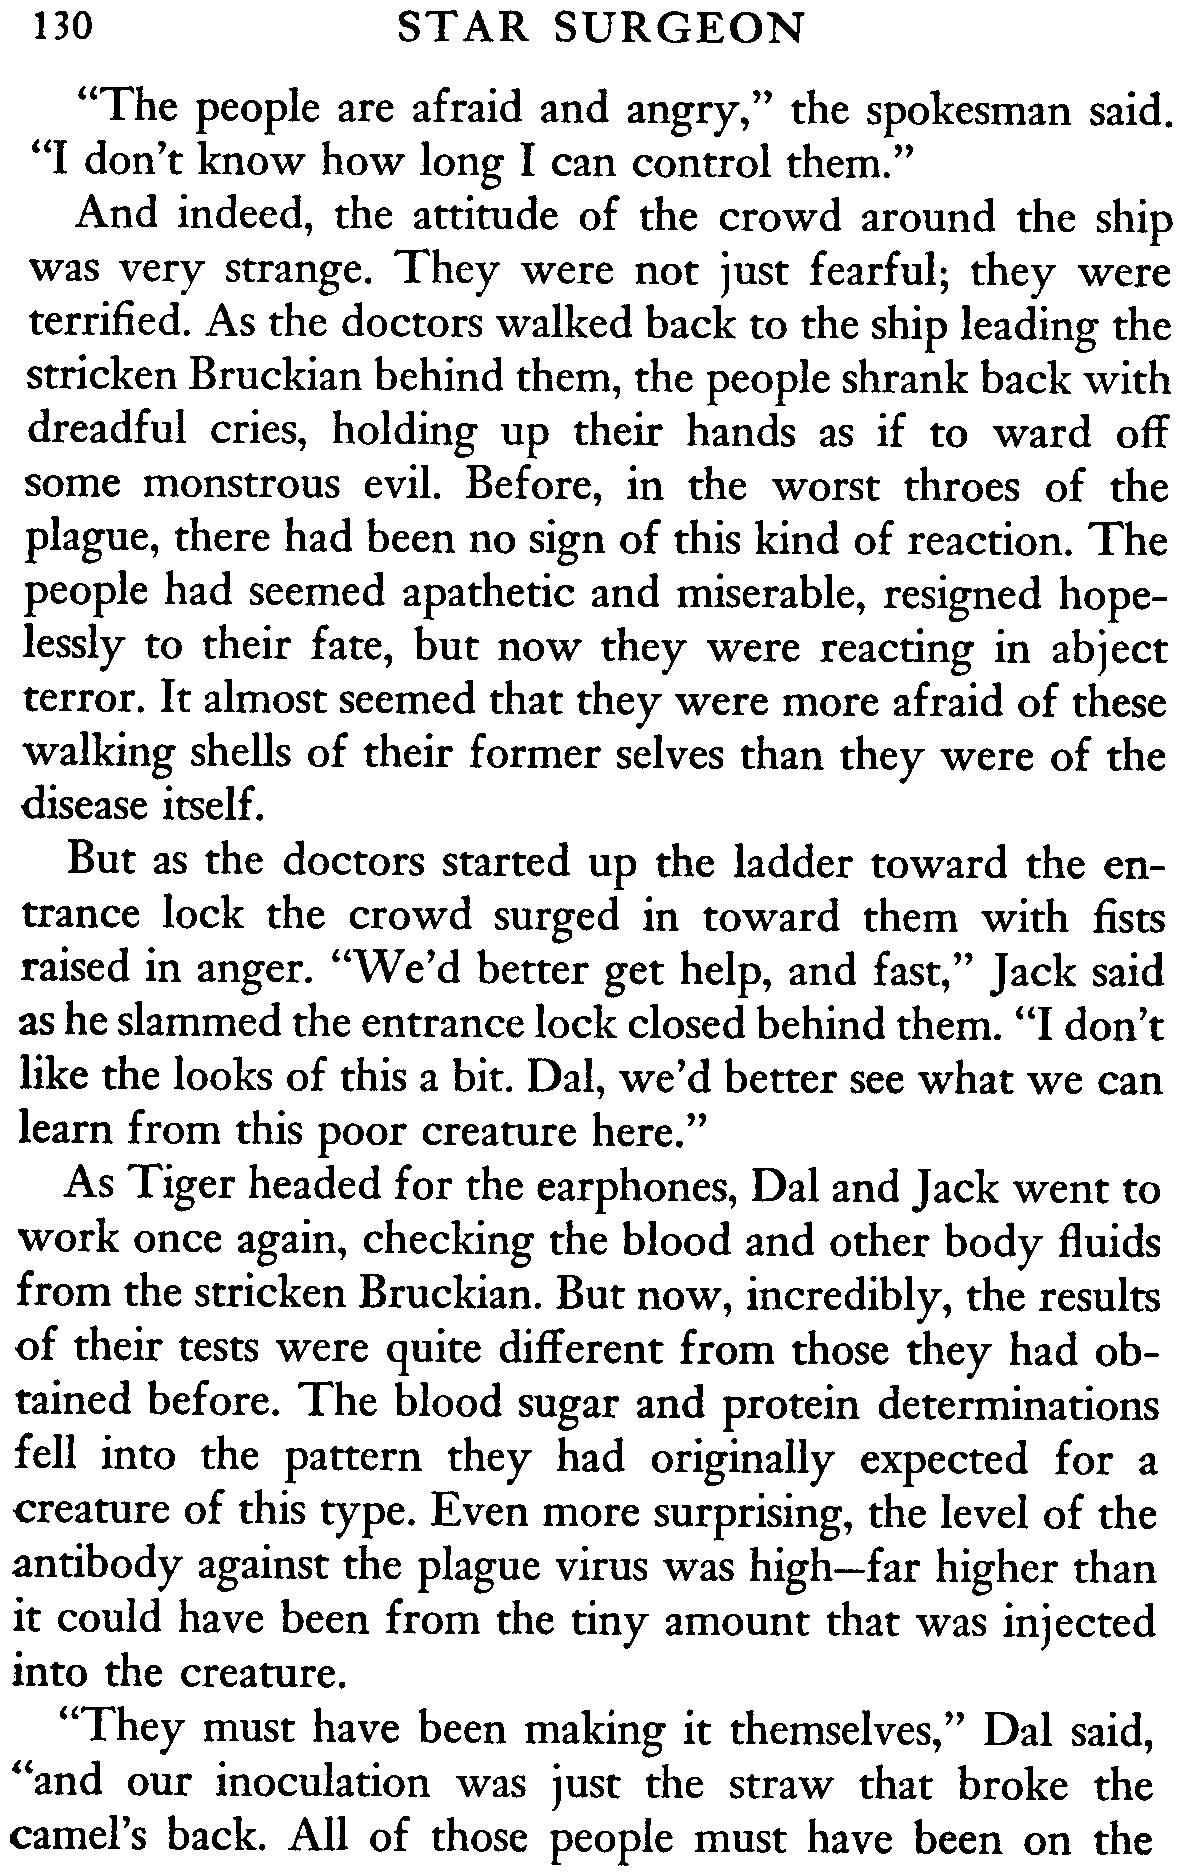 130 STAR SURGEON
“The people are afraid and angry,” the spokesman said.
“I don't know how long I can control them.”
And indeed, the attitude of the crowd around the ship
was very strange. They were not just fearful; they were
terrified. As the doctors walked back to the ship leading the
stricken Bruckian behind them, the people shrank back with
dreadful cries, holding up their hands as if to ward off
some monstrous evil. Before, in the worst throes of the
plague, there had been no sign of this kind of reaction. The
people had seemed apathetic and miserable, resigned hope-
lessly to their fate, but now they were reacting in abject
terror. It almost seemed that they were more afraid of these
walking shells of their former selves than they were of the
disease itself.
But as the doctors started up the ladder toward the en-
trance lock the crowd surged in toward them with fists
raised in anger. “We'd better get help, and fast,” Jack said
as he slammed the entrance lock closed behind them. “I don't
like the looks of this a bit. Dal, we'd better see what we can
learn from this poor creature here.”
As Tiger headed for the earphones, Dal and Jack went to
work once again, checking the blood and other body fluids
from the stricken Bruckian. But now, incredibly, the results
of their tests were quite different from those they had ob-
tained before. The blood sugar and protein determinations
fell into the pattern they had originally expected for a
creature of this type. Even more surprising, the level of the
antibody against the plague virus was high—far higher than
it could have been from the tiny amount that was injected
into the creature.
“They must have been making it themselves,” Dal said,
“and our inoculation was just the straw that broke the
camel's back. All of those people must have been on the